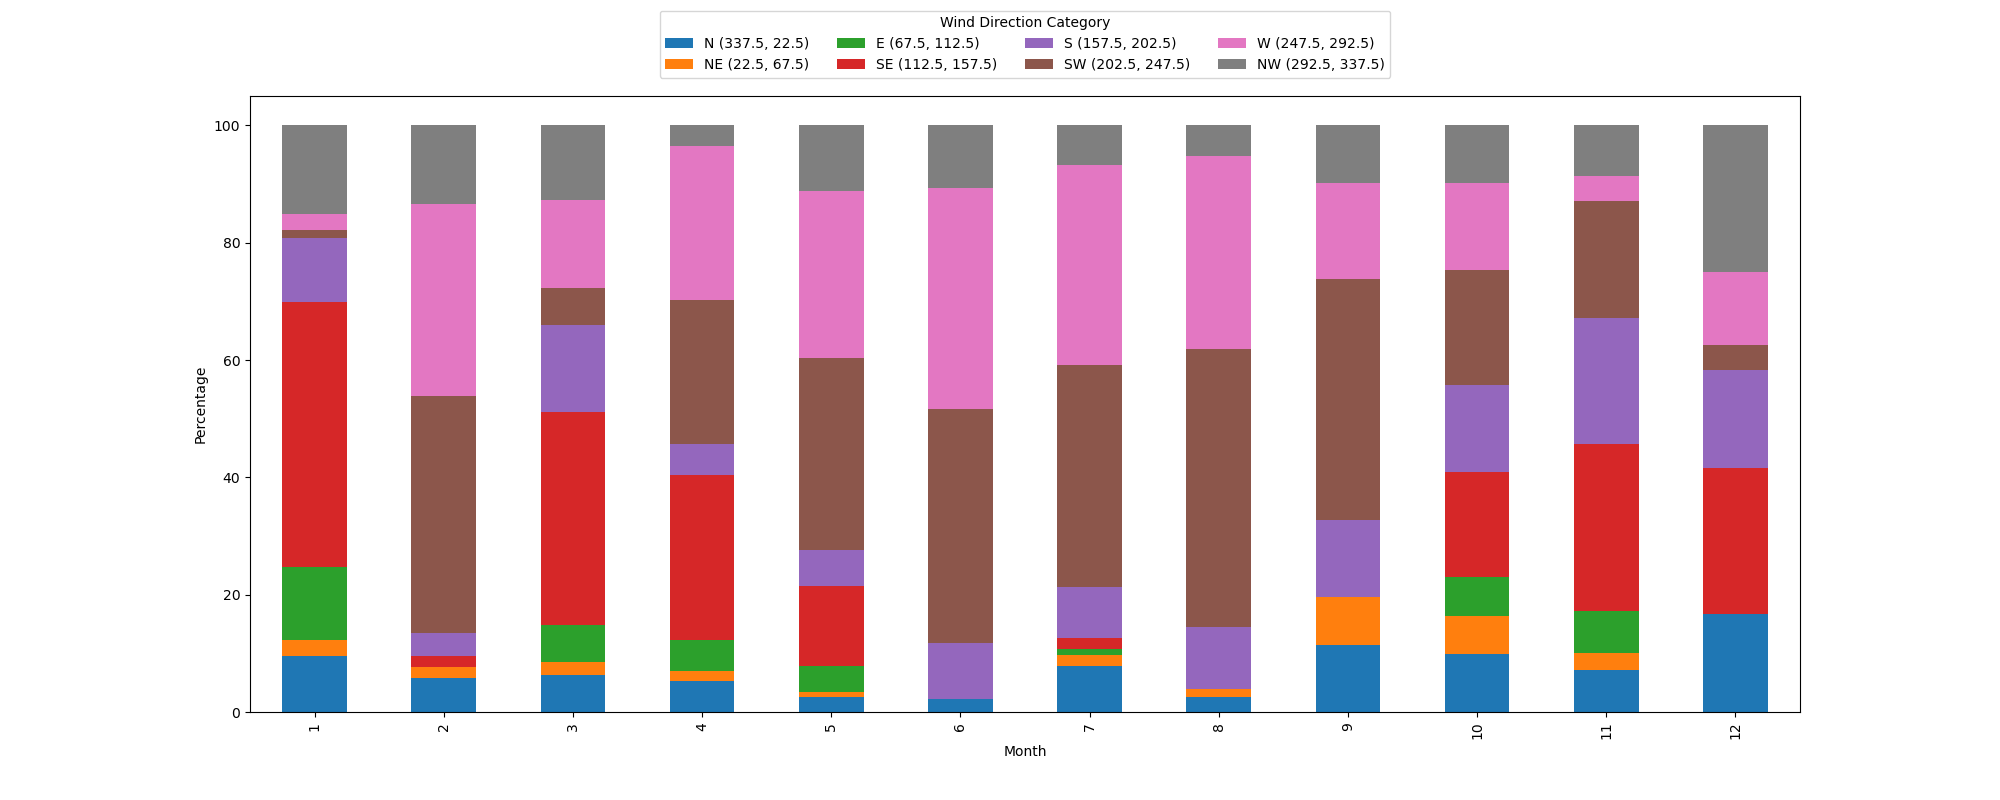 Wind Direction Category
N (337.5, 22.5) E (67.5, 112.5) S (157.5, 202.5) W (247.5, 292.5)
NE (22.5, 67.5) SE (112.5, 157.5) SW (202.5, 247.5) NW (292.5, 337.5)
100
80
60
40
20
0
Percentage
1 2 3 4 5 6 7 8 9 10 11 12
Month